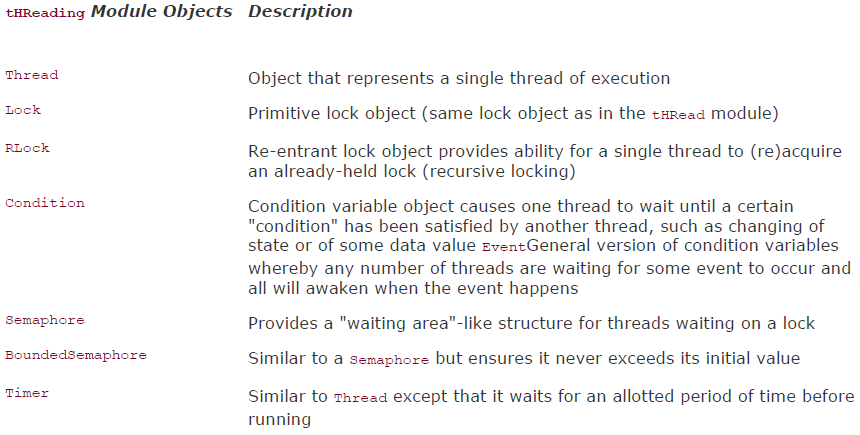 tHReading Module Objects Description
Thread Object that represents a single thread of execution
Lock Primitive lock object (same lock object as in the tHRead module)
RLock Re-entrant lock object provides ability for a single thread to (re)acquire
an already-held lock (recursive locking)
Condition Condition variable object causes one thread to wait until a certain
"condition" has been satisfied by another thread, such as changing of
state or of some data value EventGeneral version of condition variables
whereby any number of threads are waiting for some event to occur and
all will awaken when the event happens
Semaphore Provides a "waiting area"-like structure for threads waiting on a lock
BoundedSemaphore Similar to a Semaphore but ensures it never exceeds its initial value
Timer Similar to Thread except that it waits for an allotted period of time before
running